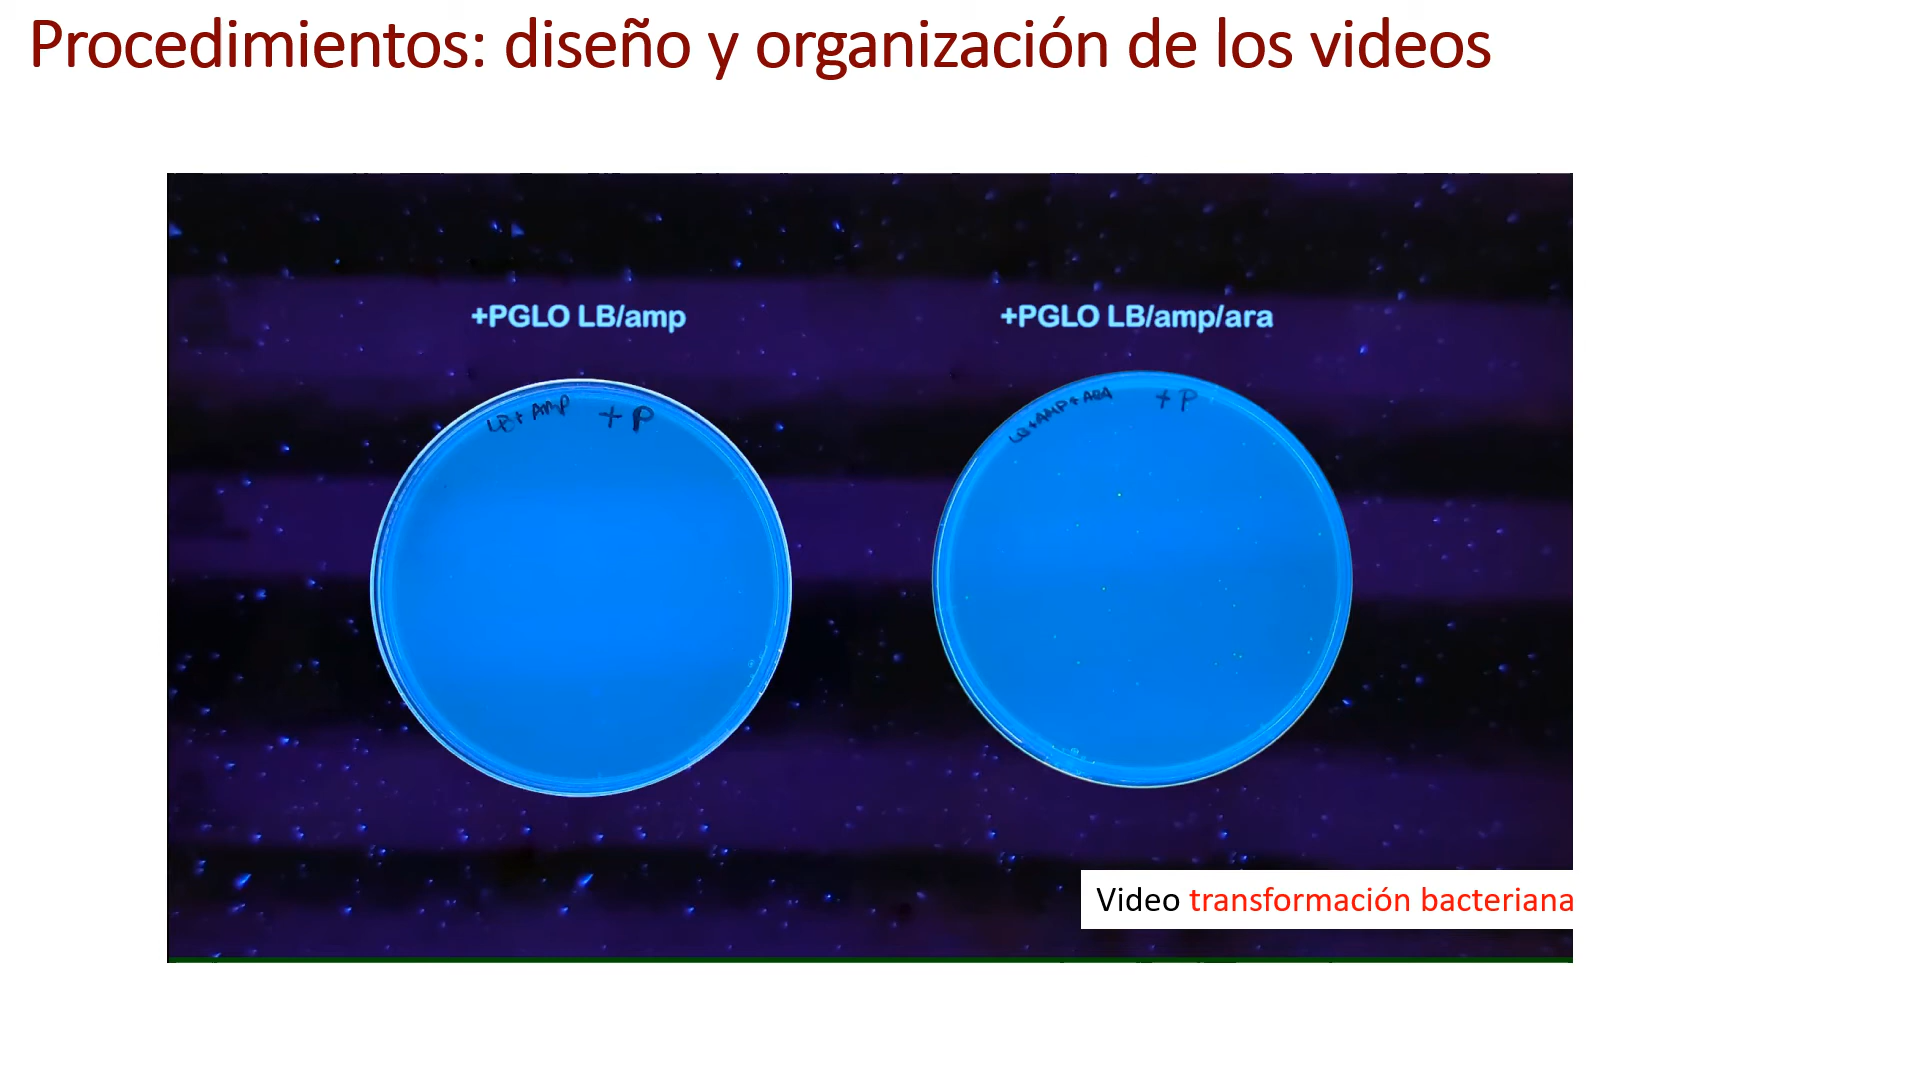 Procedimientos: diseño y organización de los videos
+PGLO LB/amp
+PGLO LB/amp/ara
LB+ AMP +P
LB+AMP+ARA +P
Video transformación bacteriana